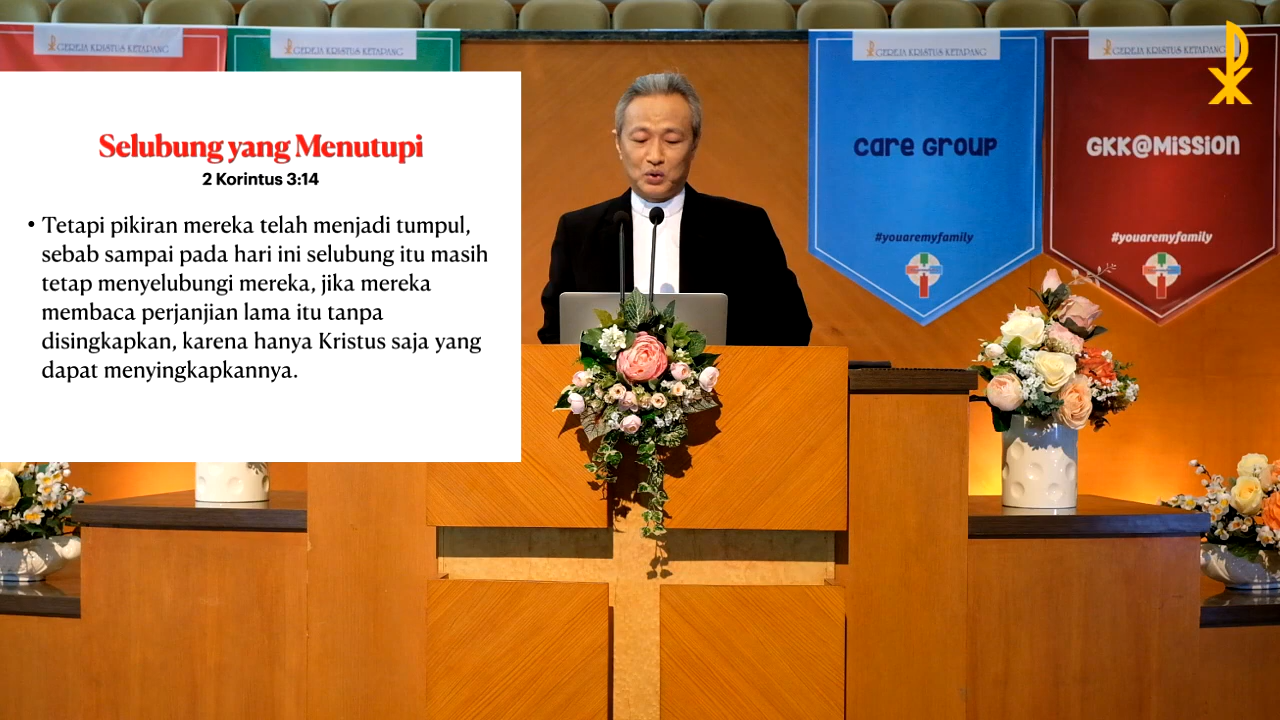 GEREJA KRISTUS KETAPANG
GEREJA KRISTUS KETAPANG
GEREJA KRISTUS KETAPANG
GEREJA KRISTUS KETAPANG
Selubung yang Menutupi
2 Korintus 3:14
• Tetapi pikiran mereka telah menjadi tumpul,
sebab sampai pada hari ini selubung itu masih
tetap menyelubungi mereka, jika mereka
membaca perjanjian lama itu tanpa
disingkapkan, karena hanya Kristus saja yang
dapat menyingkapkannya.
Care Group
#youaremyfamily
GKK@Mission
#youaremyfamily